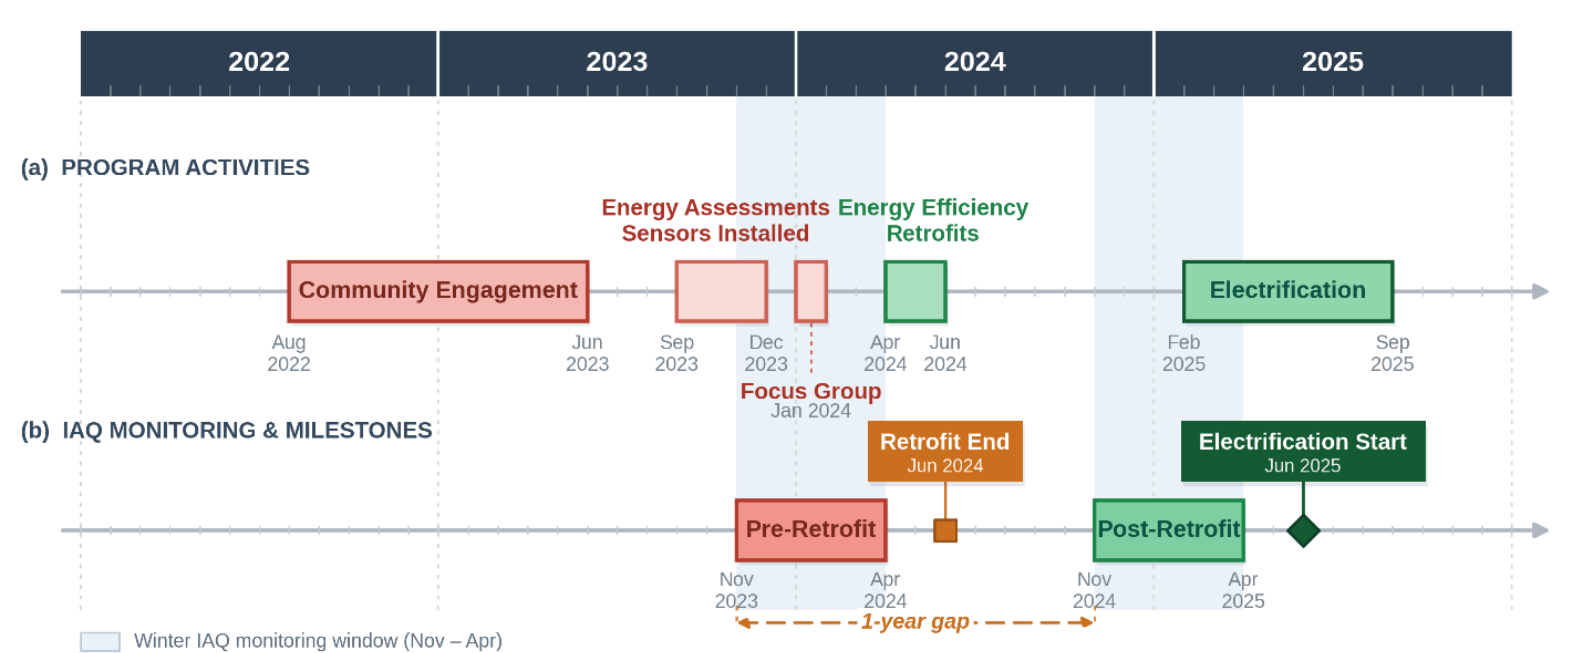 2022 2023 2024 2025
(a) PROGRAM ACTIVITIES
Energy Assessments
Sensors Installed
Energy Efficiency
Retrofits
Community Engagement
Electrification
Aug
2022
Jun
2023
Sep
2023
Dec
2023
Apr
2024
Jun
2024
Feb
2025
Sep
2025
Focus Group
Jan 2024
(b) IAQ MONITORING & MILESTONES
Retrofit End
Jun 2024
Electrification Start
Jun 2025
Pre-Retrofit
Post-Retrofit
Nov
2023
Apr
2024
Nov
2024
Apr
2025
1-year gap
Winter IAQ monitoring window (Nov – Apr)